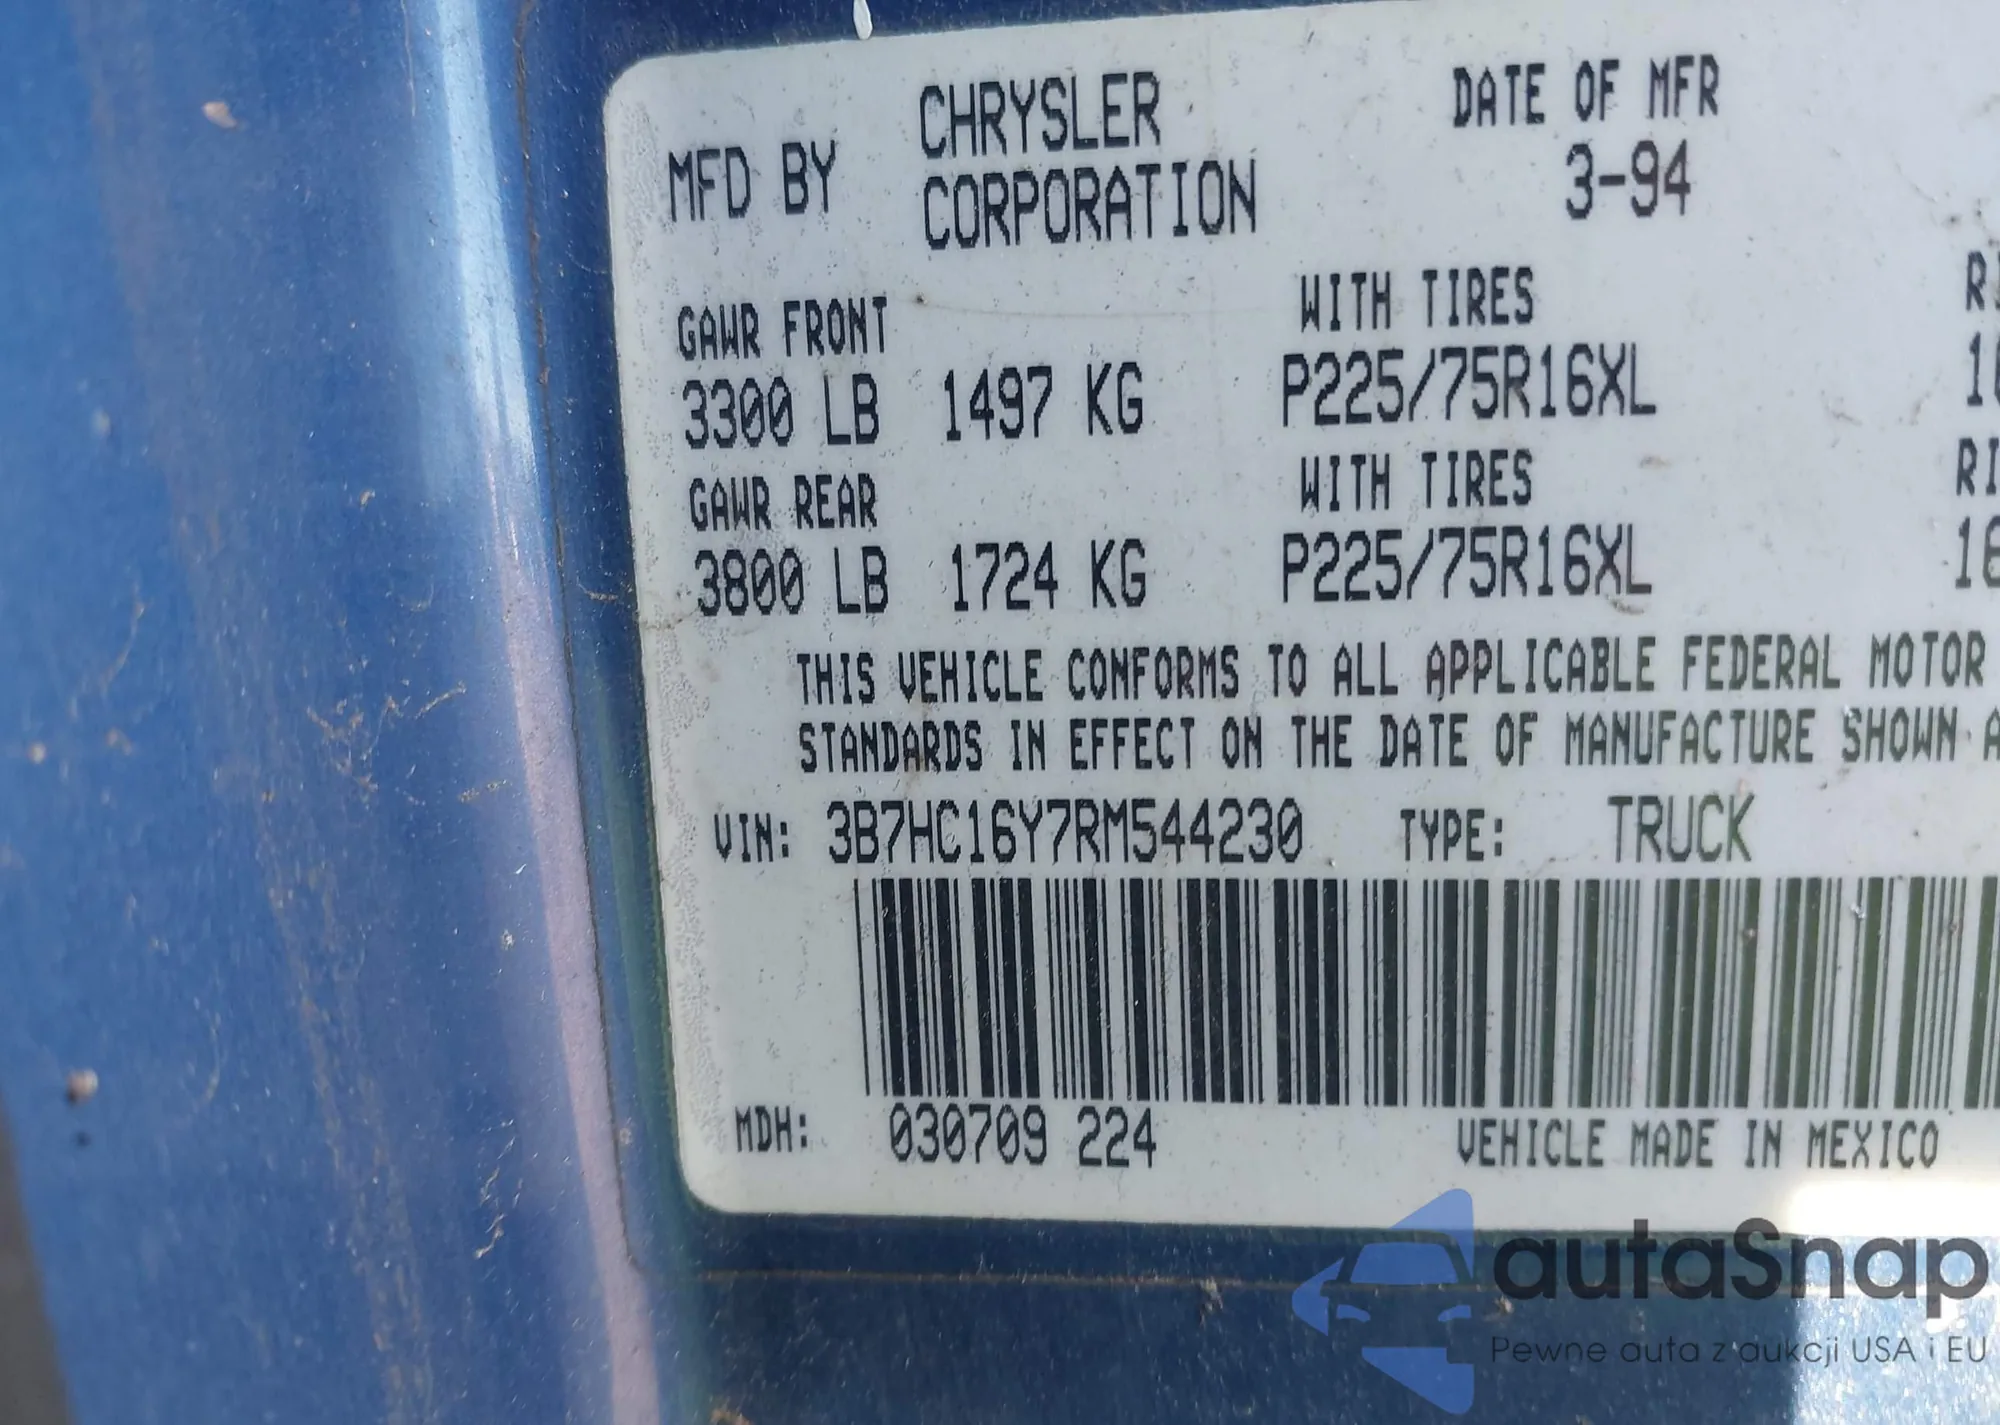 MFD BY CHRYSLER CORPORATION DATE OF MFR 3-94
GAWR FRONT WITH TIRES
3300 LB 1497 KG P225/75R16XL
GAWR REAR WITH TIRES
3800 LB 1724 KG P225/75R16XL
THIS VEHICLE CONFORMS TO ALL APPLICABLE FEDERAL MOTOR
STANDARDS IN EFFECT ON THE DATE OF MANUFACTURE SHOWN
VIN: 3B7HC16Y7RM544230 TYPE: TRUCK
MDH: 030709 224 VEHICLE MADE IN MEXICO
autaSnap
Pewne auta z aukcji USA i EU